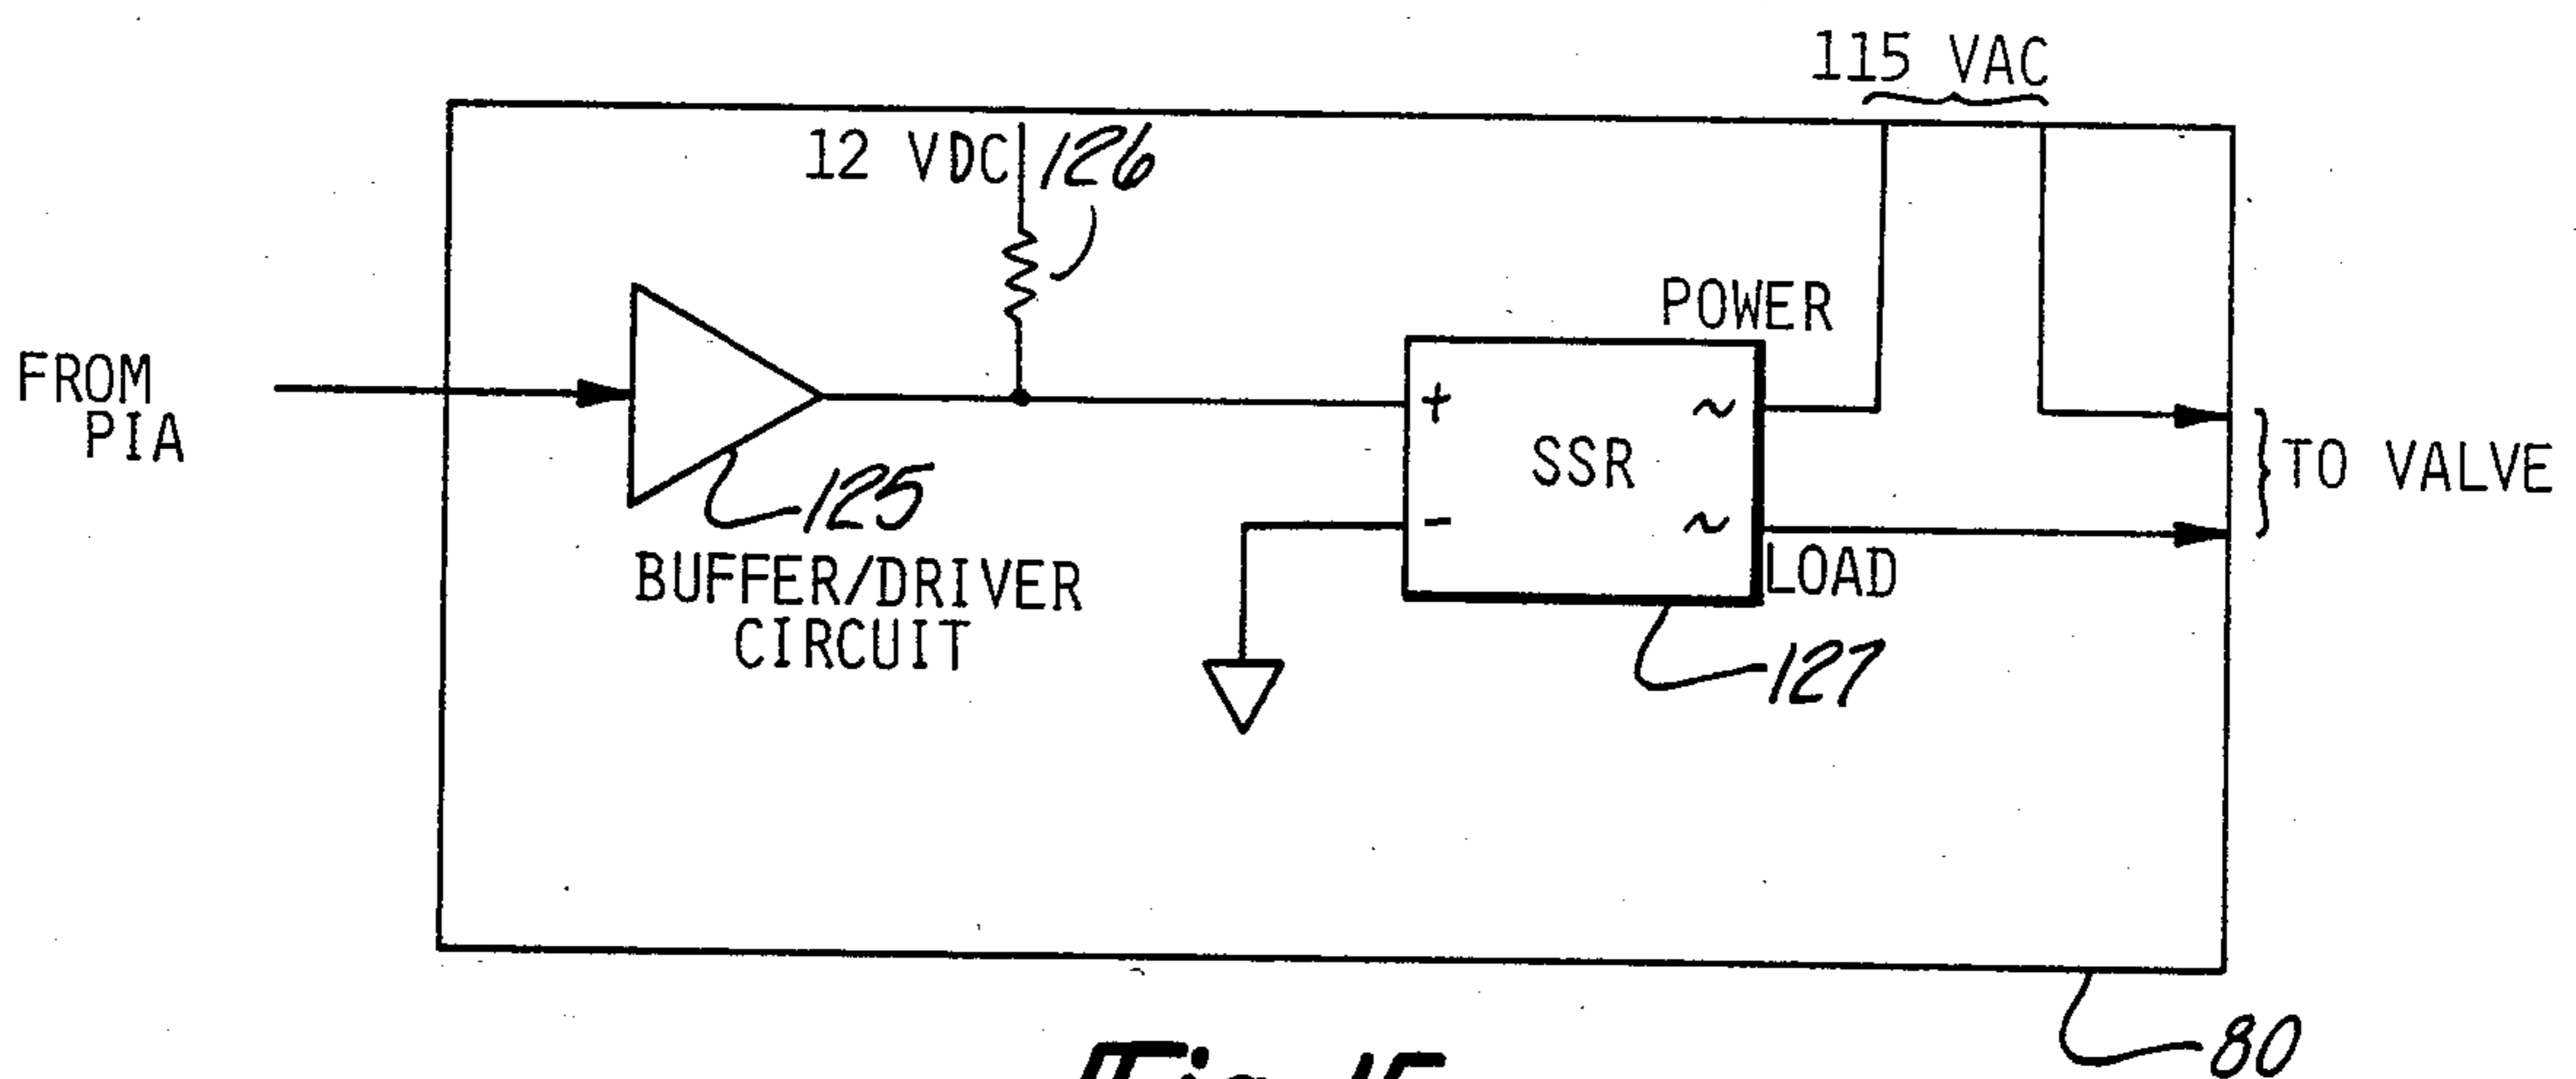 115 VAC
12 VDC
126
FROM
PIA
125
BUFFER/DRIVER
CIRCUIT
POWER
+
~
SSR
-
~
LOAD
127
TO VALVE
80